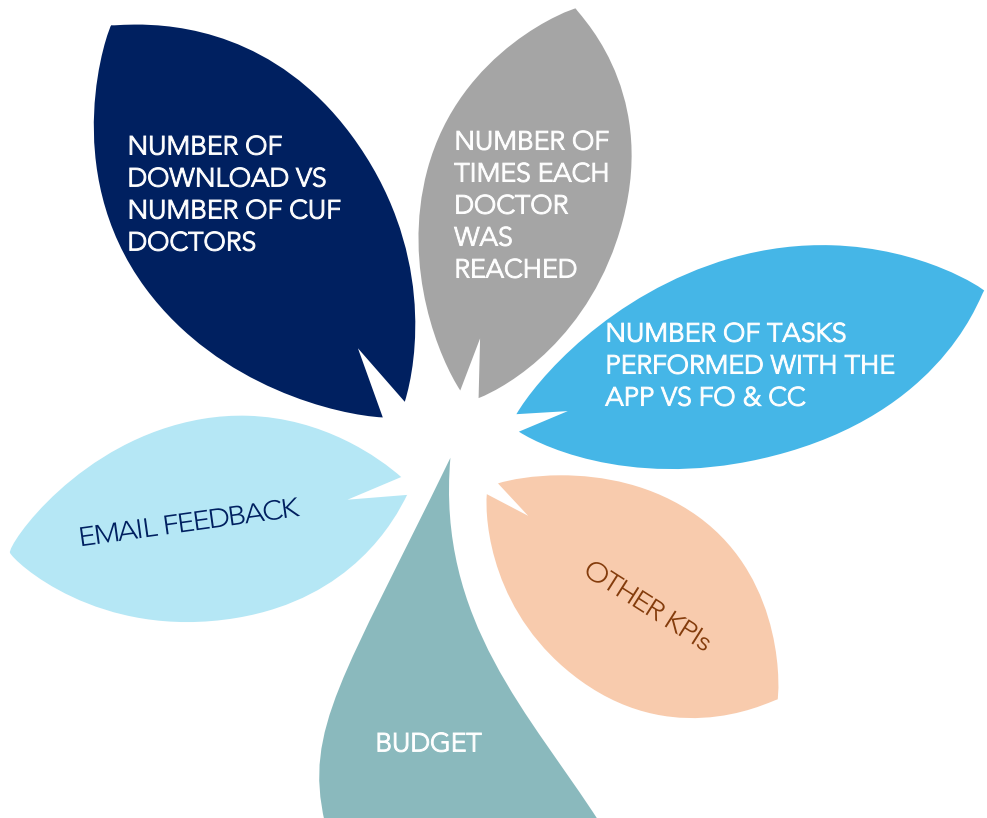 NUMBER OF
DOWNLOAD VS
NUMBER OF CUF
DOCTORS
NUMBER OF
TIMES EACH
DOCTOR
WAS
REACHED
NUMBER OF TASKS
PERFORMED WITH THE
APP VS FO & CC
EMAIL FEEDBACK
OTHER KPIs
BUDGET